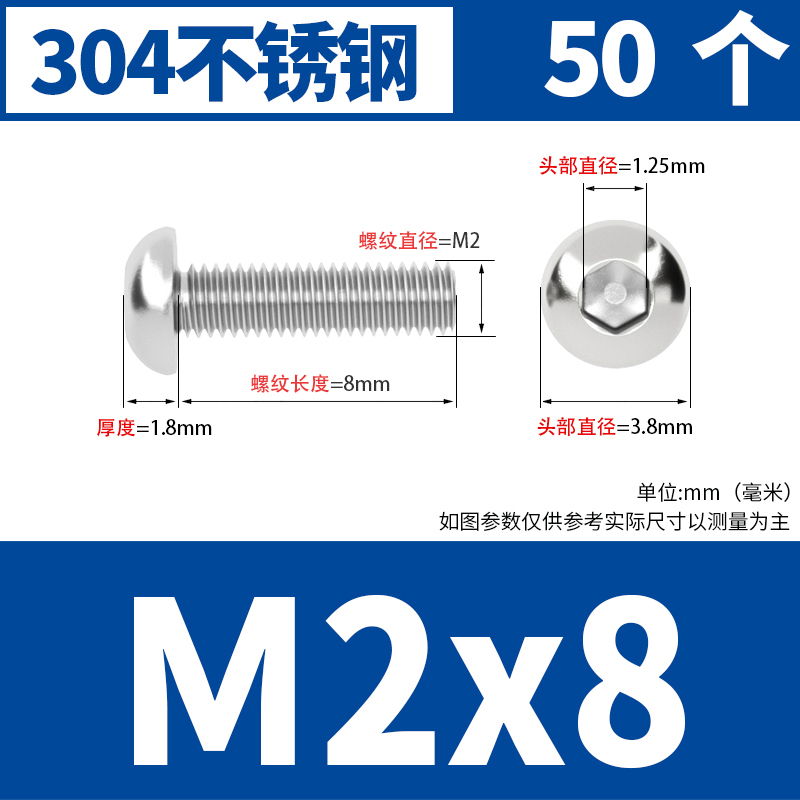 304不锈钢
50 个
头部直径=1.25mm
螺纹直径=M2
螺纹长度=8mm
厚度=1.8mm
头部直径=3.8mm
单位:mm（毫米）
如图参数仅供参考实际尺寸以测量为主
M2x8